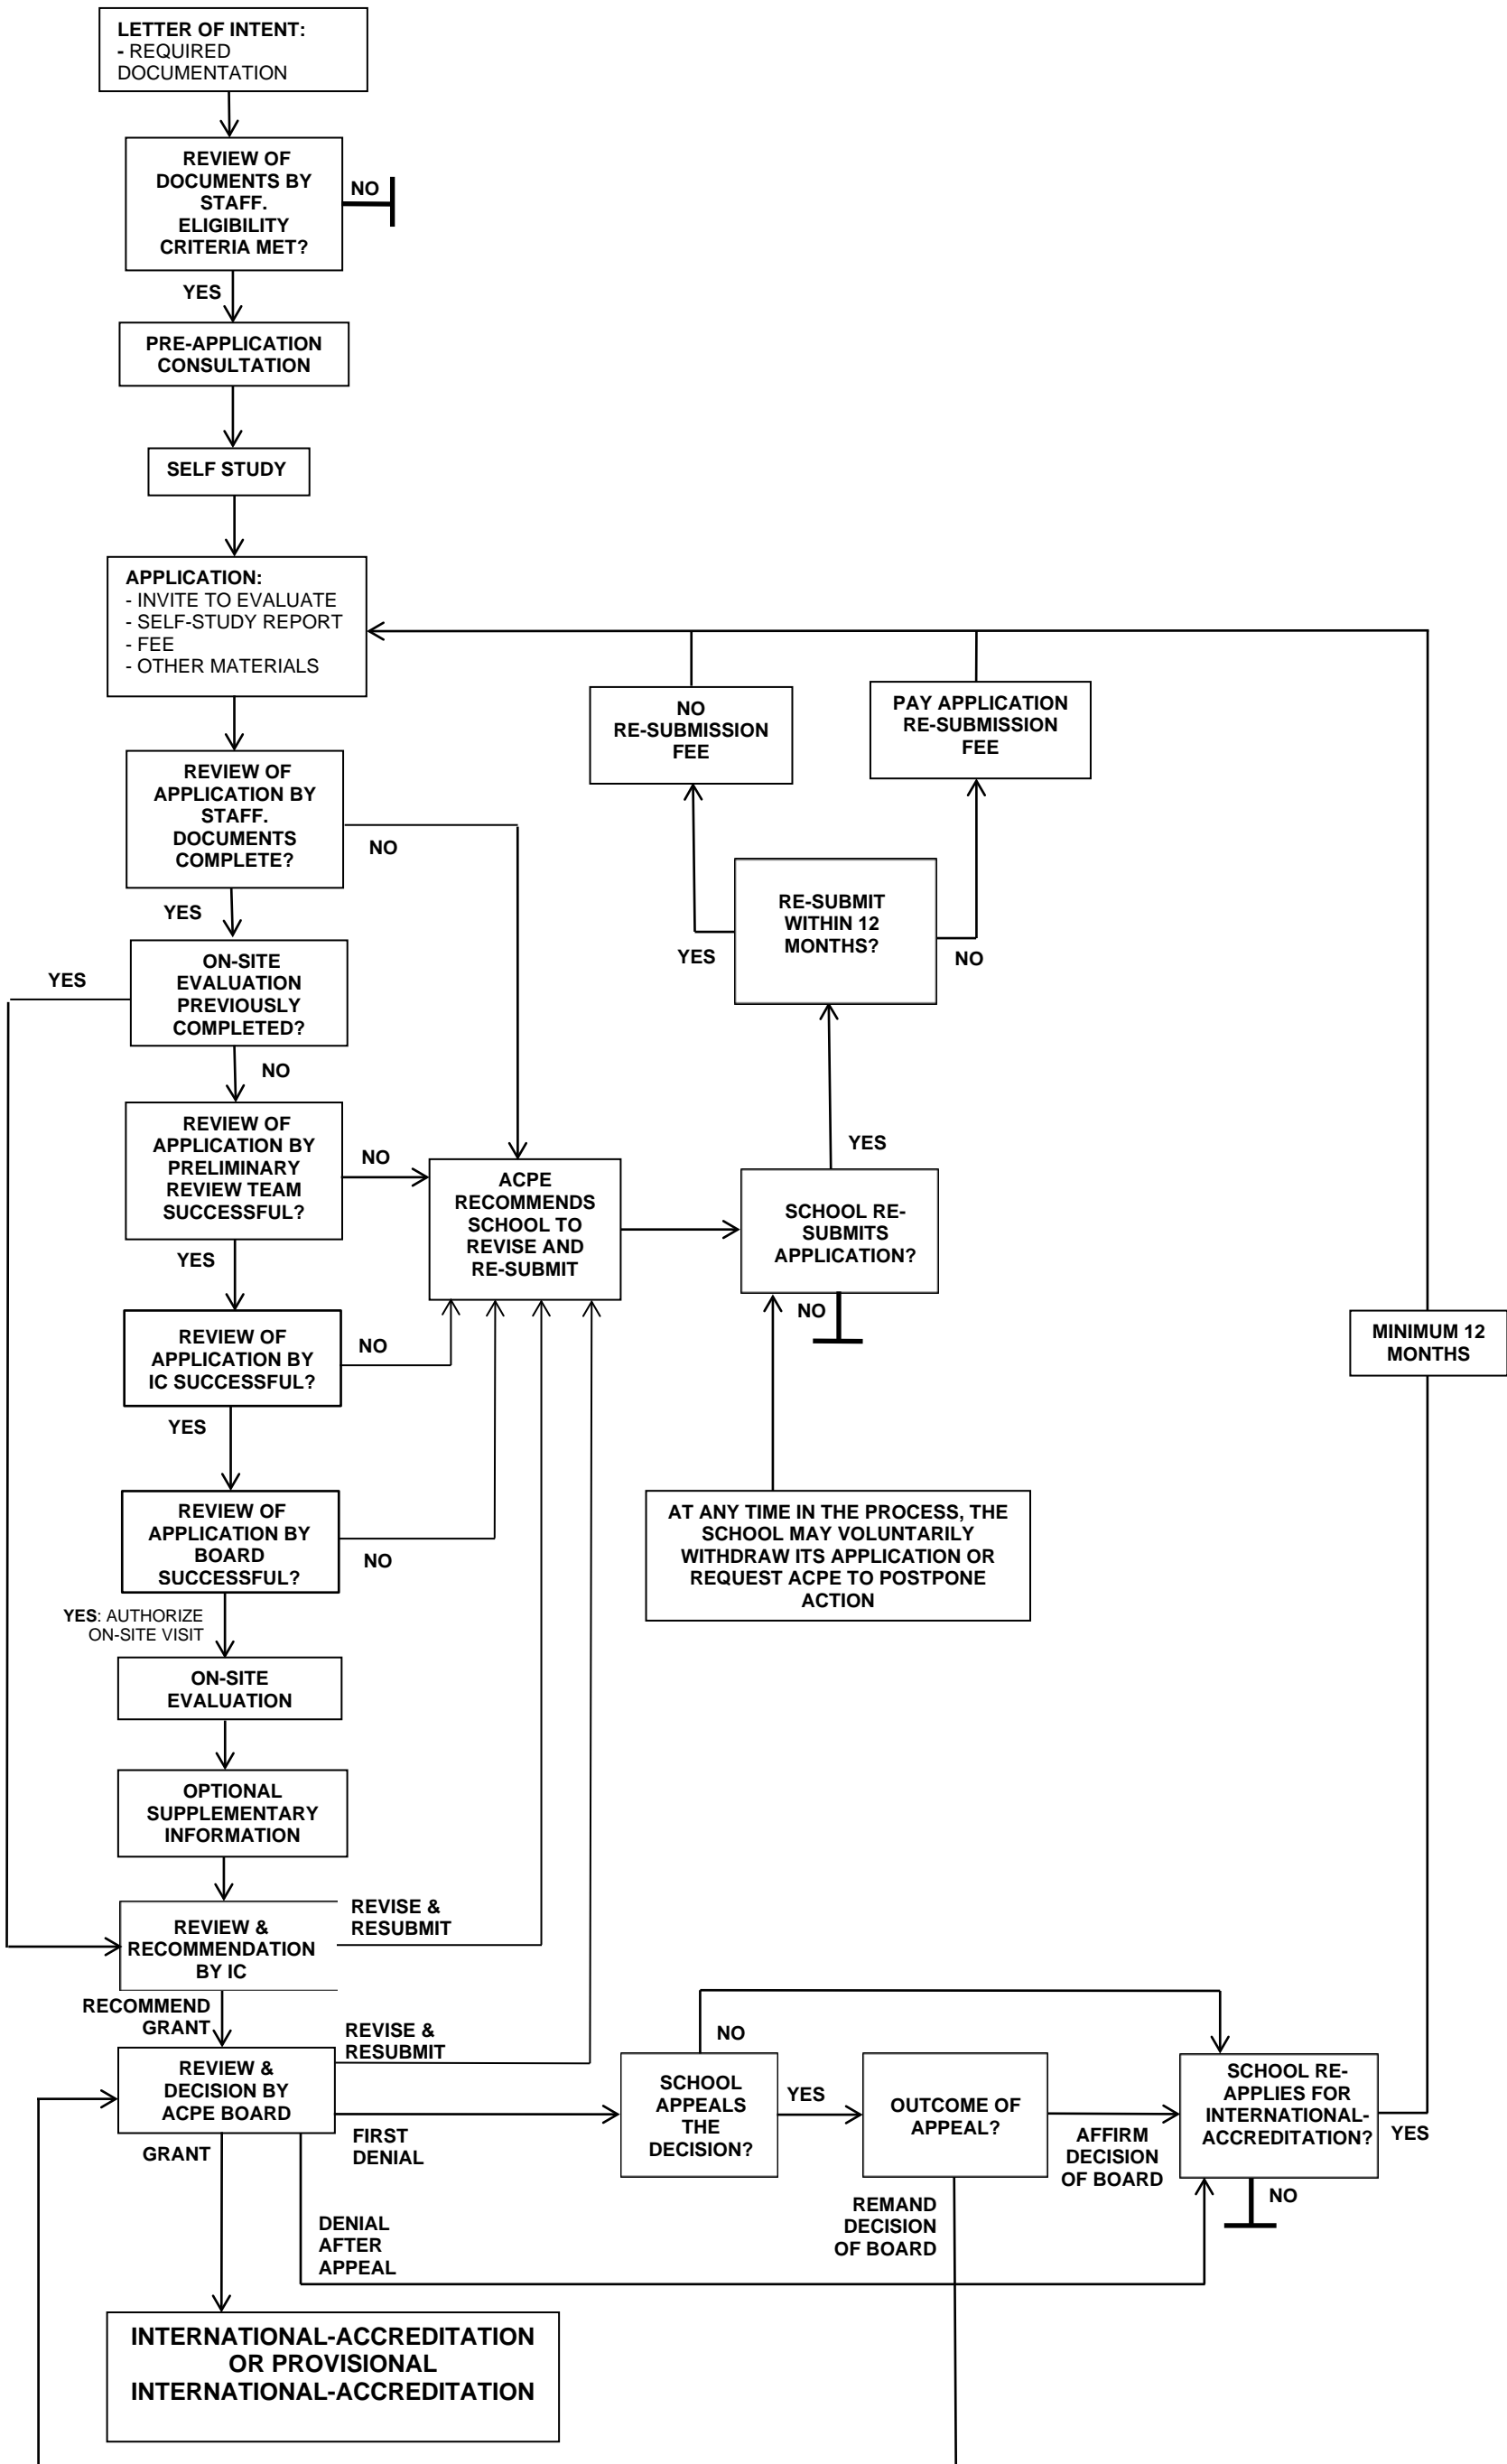 LETTER OF INTENT:
- REQUIRED
DOCUMENTATION
REVIEW OF
DOCUMENTS BY
STAFF.
ELIGIBILITY
CRITERIA MET?
NO
YES
PRE-APPLICATION
CONSULTATION
SELF STUDY
APPLICATION:
- INVITE TO EVALUATE
- SELF-STUDY REPORT
- FEE
- OTHER MATERIALS
NO
RE-SUBMISSION
FEE
PAY APPLICATION
RE-SUBMISSION
FEE
REVIEW OF
APPLICATION BY
STAFF.
DOCUMENTS
COMPLETE?
NO
YES
RE-SUBMIT
WITHIN 12
MONTHS?
YES
NO
ON-SITE
EVALUATION
PREVIOUSLY
COMPLETED?
YES
NO
REVIEW OF
APPLICATION BY
PRELIMINARY
REVIEW TEAM
SUCCESSFUL?
NO
YES
ACPE
RECOMMENDS
SCHOOL TO
REVISE AND
RE-SUBMIT
YES
SCHOOL RE-
SUBMITS
APPLICATION?
NO
REVIEW OF
APPLICATION BY
IC SUCCESSFUL?
NO
YES
MINIMUM 12
MONTHS
REVIEW OF
APPLICATION BY
BOARD
SUCCESSFUL?
NO
YES: AUTHORIZE
ON-SITE VISIT
AT ANY TIME IN THE PROCESS, THE
SCHOOL MAY VOLUNTARILY
WITHDRAW ITS APPLICATION OR
REQUEST ACPE TO POSTPONE
ACTION
ON-SITE
EVALUATION
OPTIONAL
SUPPLEMENTARY
INFORMATION
REVIEW &
RECOMMENDATION
BY IC
REVISE &
RESUBMIT
RECOMMEND
GRANT
REVIEW &
DECISION BY
ACPE BOARD
REVISE &
RESUBMIT
FIRST
DENIAL
GRANT
DENIAL
AFTER
APPEAL
NO
SCHOOL
APPEALS
THE
DECISION?
YES
OUTCOME OF
APPEAL?
AFFIRM
DECISION
OF BOARD
REMAND
DECISION
OF BOARD
SCHOOL RE-
APPLIES FOR
INTERNATIONAL-
ACCREDITATION?
YES
NO
INTERNATIONAL-ACCREDITATION
OR PROVISIONAL
INTERNATIONAL-ACCREDITATION